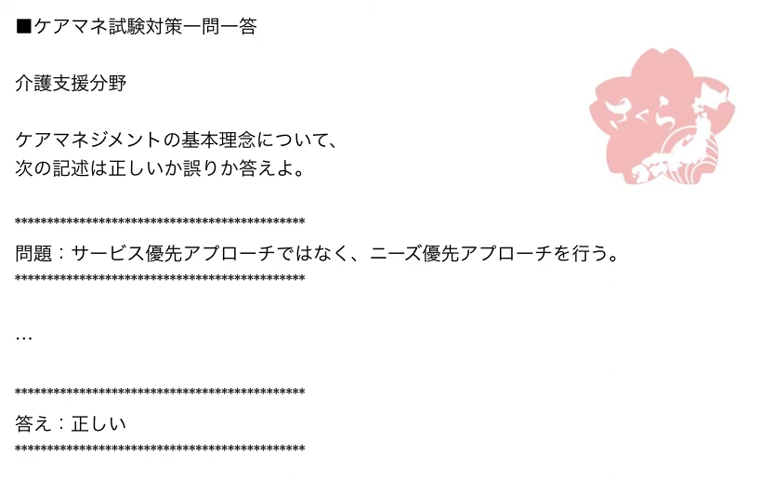 ■ケアマネ試験対策一問一答
介護支援分野
ケアマネジメントの基本理念について、
次の記述は正しいか誤りか答えよ。
さくら
*********************************************
問題：サービス優先アプローチではなく、ニーズ優先アプローチを行う。
*********************************************
…
*********************************************
答え：正しい
*********************************************